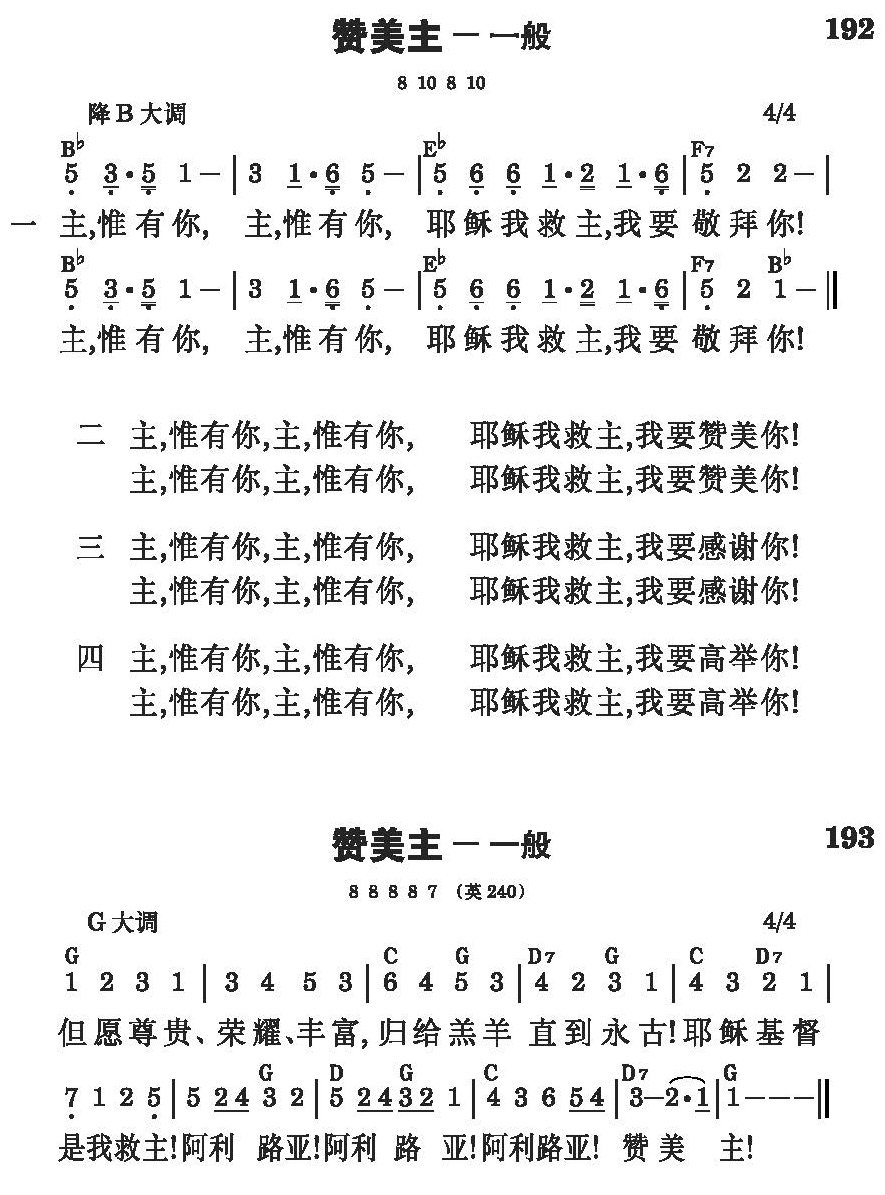 赞美主 — 一般 192
8 10 8 10
降B大调 4/4
B♭ E♭ F7
5̣ 3̣·5̣ 1 – | 3 1·6̣ 5̣ – | 5̣ 6̣ 6̣ 1·2 1·6̣ | 5̣ 2 2 – |
一 主,惟有你, 主,惟有你, 耶稣我救主,我要敬拜你!
B♭ E♭ F7 B♭
5̣ 3̣·5̣ 1 – | 3 1·6̣ 5̣ – | 5̣ 6̣ 6̣ 1·2 1·6̣ | 5̣ 2 1 – ‖
主,惟有你, 主,惟有你, 耶稣我救主,我要敬拜你!
二 主,惟有你,主,惟有你, 耶稣我救主,我要赞美你!
主,惟有你,主,惟有你, 耶稣我救主,我要赞美你!
三 主,惟有你,主,惟有你, 耶稣我救主,我要感谢你!
主,惟有你,主,惟有你, 耶稣我救主,我要感谢你!
四 主,惟有你,主,惟有你, 耶稣我救主,我要高举你!
主,惟有你,主,惟有你, 耶稣我救主,我要高举你!
赞美主 — 一般 193
8 8 8 8 7 (英240)
G大调 4/4
G C G D7 G C D7
1 2 3 1 | 3 4 5 3 | 6 4 5 3 | 4 2 3 1 | 4 3 2 1 |
但愿尊贵、荣耀、丰富,归给羔羊 直到永古!耶稣基督
G D G C D7 G
7̣ 1 2 5̣ | 5 24 3 2 | 5 24 32 1 | 4 3 6 54 | 3–2·1 | 1––– ‖
是我救主!阿利 路亚!阿利 路 亚!阿利路亚! 赞美 主!